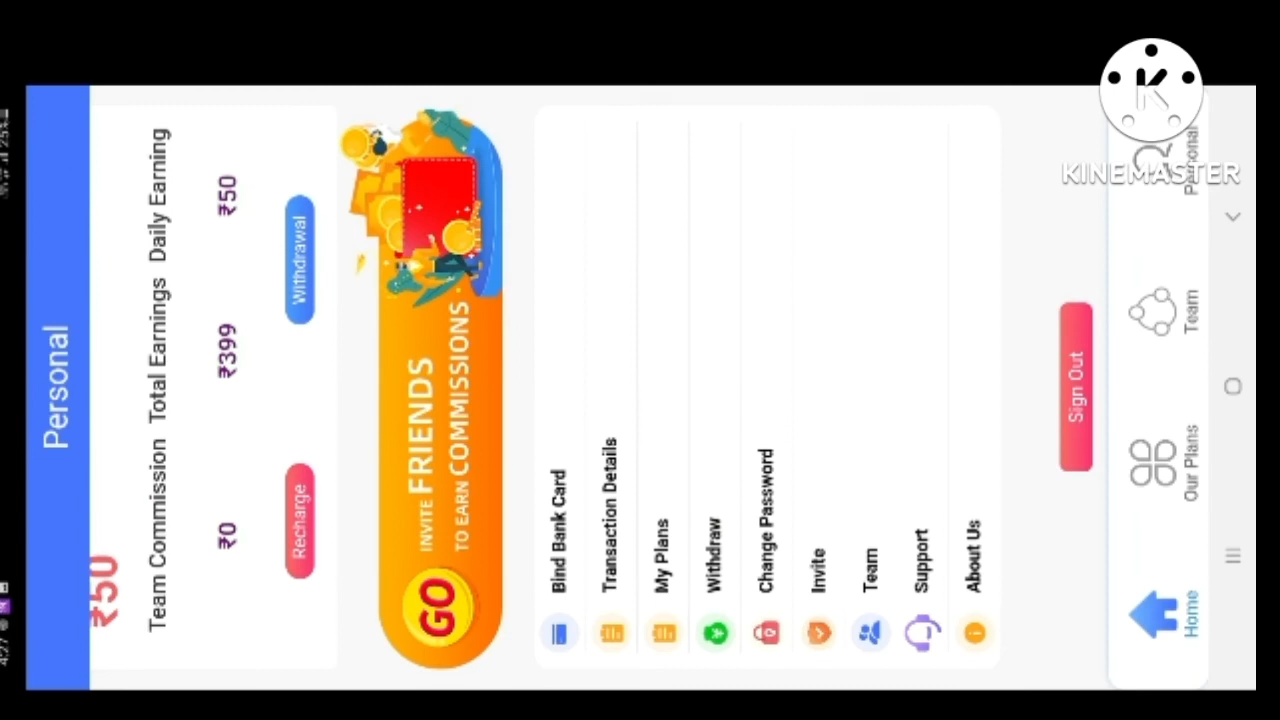 4:27
Personal
₹50
Team Commission Total Earnings Daily Earning
₹0 ₹399 ₹50
Recharge Withdrawal
INVITE FRIENDS
TO EARN COMMISSIONS
GO
Bind Bank Card
Transaction Details
My Plans
Withdraw
Change Password
Invite
Team
Support
About Us
Sign Out
Home Our Plans Team Personal
K
KINEMASTER